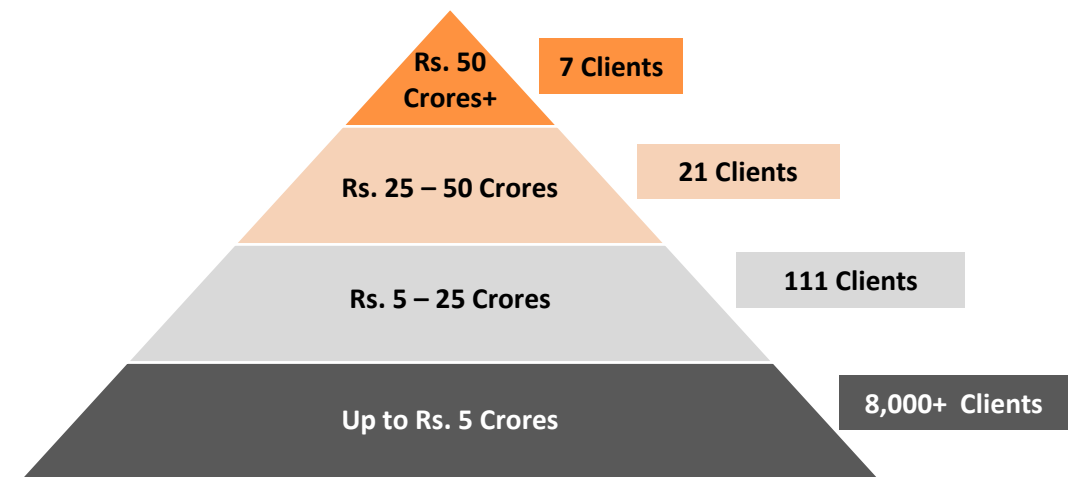 Rs. 50
Crores+
7 Clients
Rs. 25 – 50 Crores
21 Clients
Rs. 5 – 25 Crores
111 Clients
Up to Rs. 5 Crores
8,000+ Clients